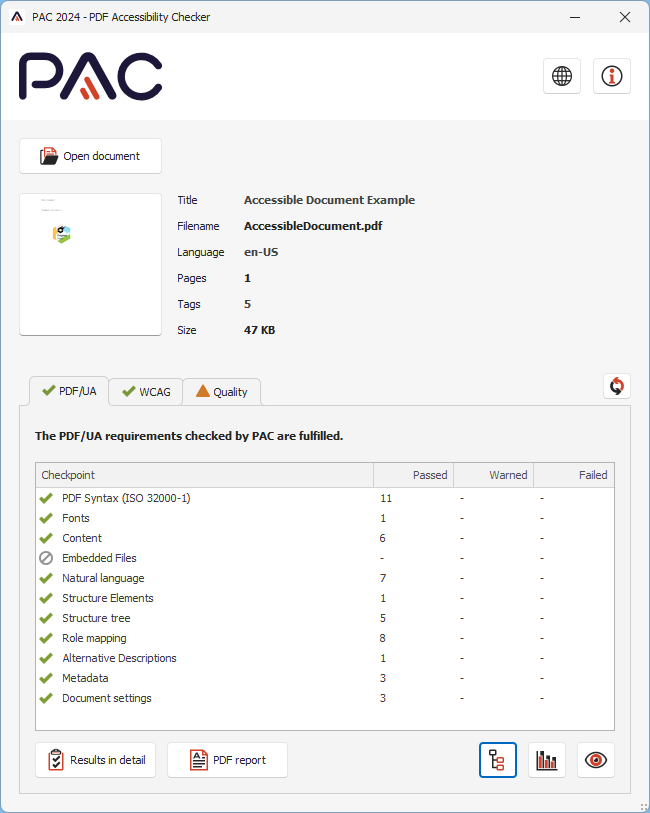 PAC 2024 - PDF Accessibility Checker
PAC
Open document
Title Accessible Document Example
Filename AccessibleDocument.pdf
Language en-US
Pages 1
Tags 5
Size 47 KB
PDF/UA WCAG Quality
The PDF/UA requirements checked by PAC are fulfilled.
Checkpoint Passed Warned Failed
PDF Syntax (ISO 32000-1) 11 - -
Fonts 1 - -
Content 6 - -
Embedded Files - - -
Natural language 7 - -
Structure Elements 1 - -
Structure tree 5 - -
Role mapping 8 - -
Alternative Descriptions 1 - -
Metadata 3 - -
Document settings 3 - -
Results in detail PDF report